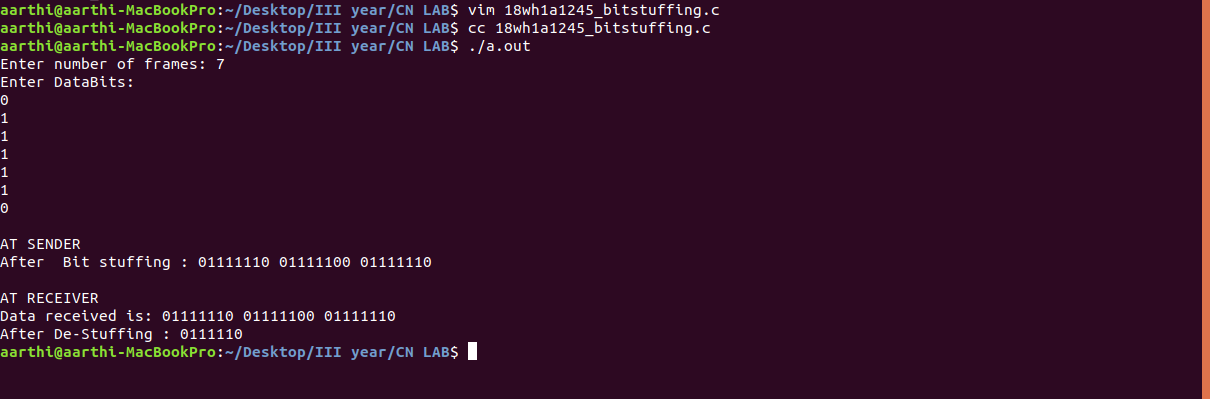 aarthi@aarthi-MacBookPro:~/Desktop/III year/CN LAB$ vim 18wh1a1245_bitstuffing.c
aarthi@aarthi-MacBookPro:~/Desktop/III year/CN LAB$ cc 18wh1a1245_bitstuffing.c
aarthi@aarthi-MacBookPro:~/Desktop/III year/CN LAB$ ./a.out
Enter number of frames: 7
Enter DataBits:
0
1
1
1
1
1
0
AT SENDER
After  Bit stuffing : 01111110 01111100 01111110
AT RECEIVER
Data received is: 01111110 01111100 01111110
After De-Stuffing : 0111110
aarthi@aarthi-MacBookPro:~/Desktop/III year/CN LAB$